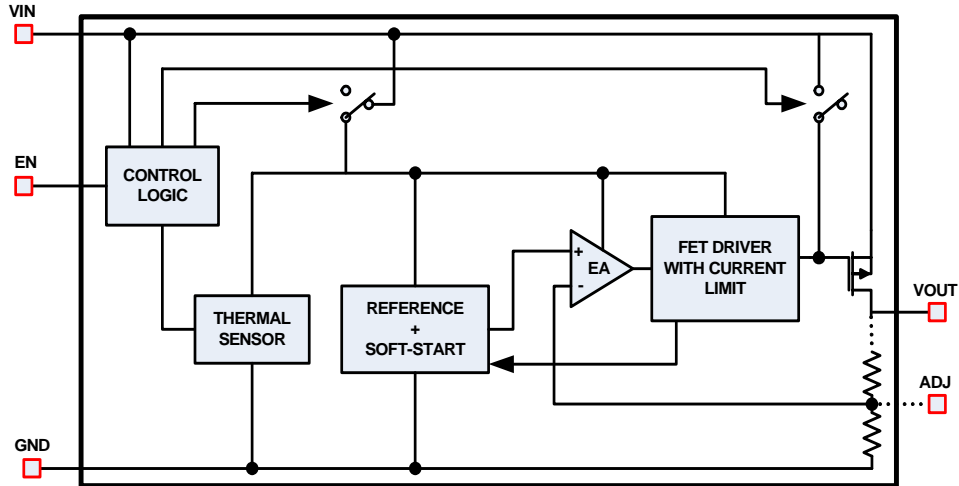 VIN
EN
CONTROL
LOGIC
THERMAL
SENSOR
REFERENCE
+
SOFT-START
+
EA
-
FET DRIVER
WITH CURRENT
LIMIT
VOUT
ADJ
GND